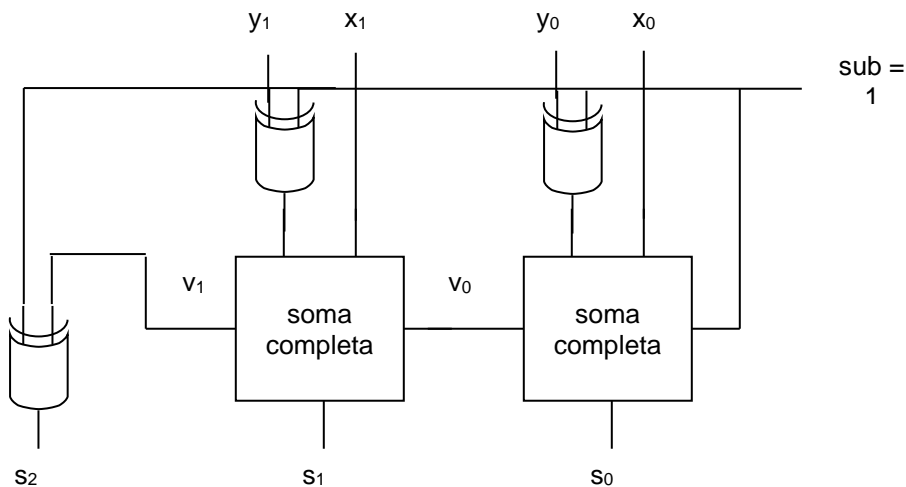 y₁ x₁ y₀ x₀
sub =
1
v₁ v₀
soma
completa
soma
completa
s₂ s₁ s₀